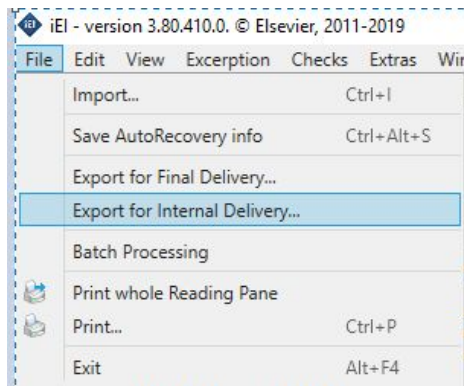 iEI iEI - version 3.80.410.0. © Elsevier, 2011-2019
File Edit View Excerption Checks Extras Wi
Import... Ctrl+I
Save AutoRecovery info Ctrl+Alt+S
Export for Final Delivery...
Export for Internal Delivery...
Batch Processing
Print whole Reading Pane
Print... Ctrl+P
Exit Alt+F4